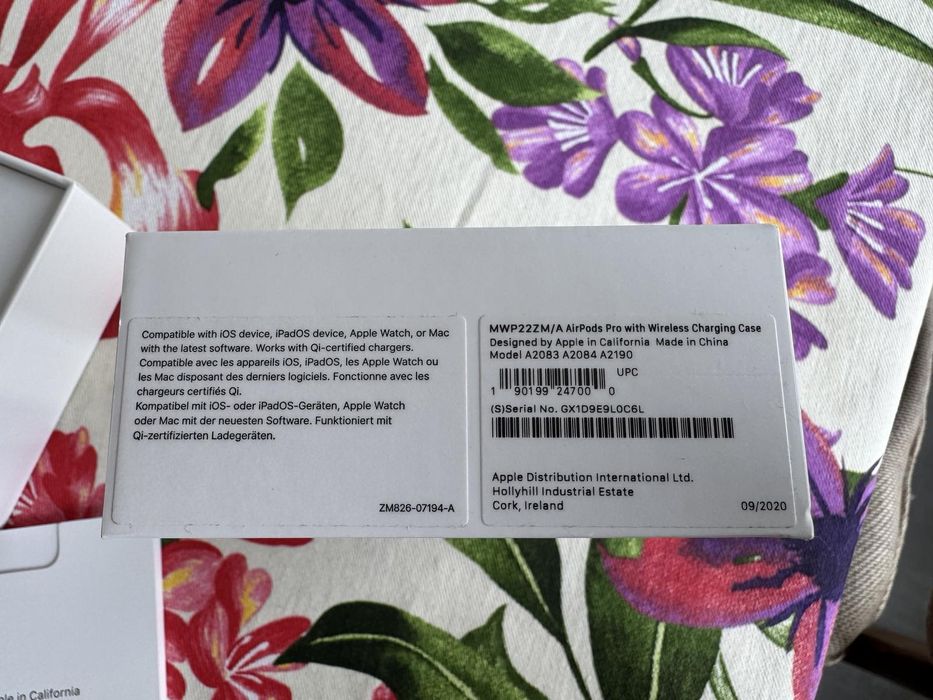 Compatible with iOS device, iPadOS device, Apple Watch, or Mac
with the latest software. Works with Qi-certified chargers.
Compatible avec les appareils iOS, iPadOS, les Apple Watch ou
les Mac disposant des derniers logiciels. Fonctionne avec les
chargeurs certifiés Qi.
Kompatibel mit iOS- oder iPadOS-Geräten, Apple Watch
oder Mac mit der neuesten Software. Funktioniert mit
Qi-zertifizierten Ladegeräten.
ZM826-07194-A
MWP22ZM/A AirPods Pro with Wireless Charging Case
Designed by Apple in California Made in China
Model A2083 A2084 A2190
UPC
1 90199 24700 0
(S)Serial No. GX1D9E9L0C6L
Apple Distribution International Ltd.
Hollyhill Industrial Estate
Cork, Ireland
09/2020
in California